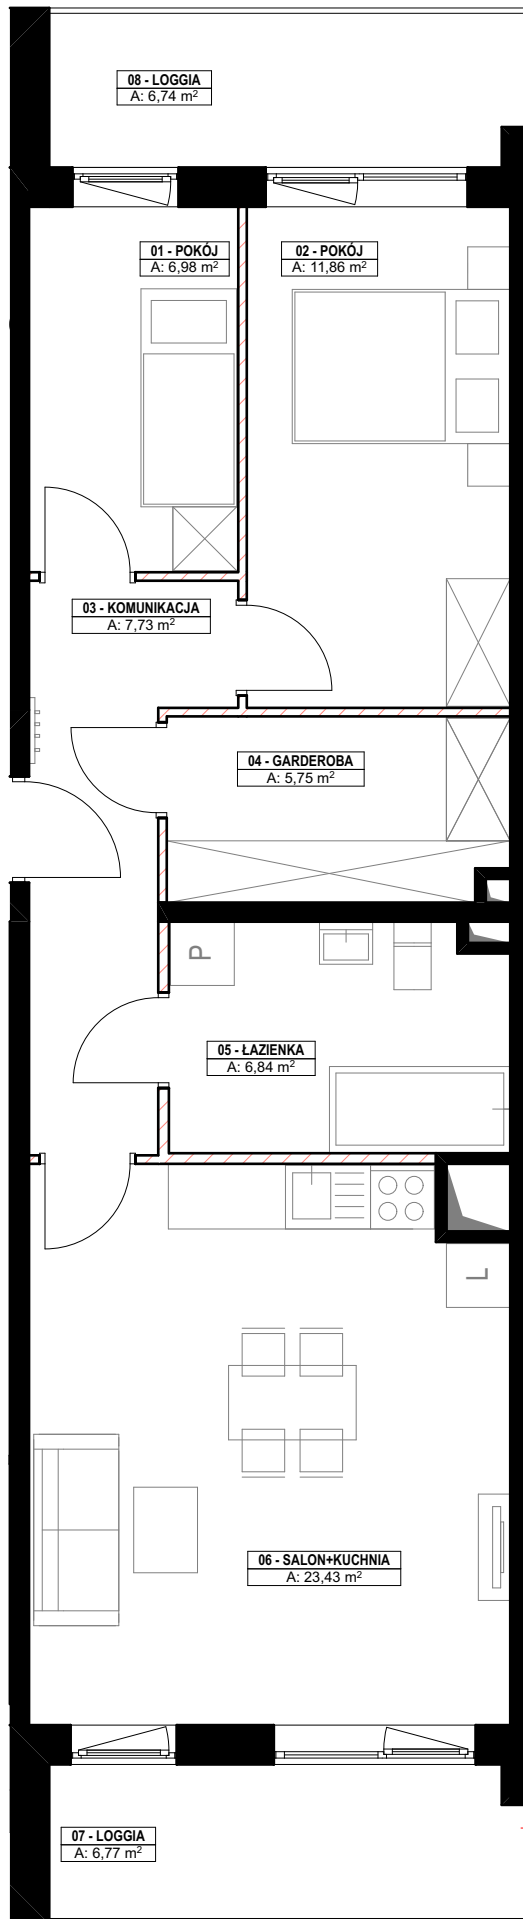 08 - LOGGIA
A: 6,74 m²
01 - POKÓJ
A: 6,98 m²
02 - POKÓJ
A: 11,86 m²
03 - KOMUNIKACJA
A: 7,73 m²
04 - GARDEROBA
A: 5,75 m²
P
05 - ŁAZIENKA
A: 6,84 m²
L
06 - SALON+KUCHNIA
A: 23,43 m²
07 - LOGGIA
A: 6,77 m²